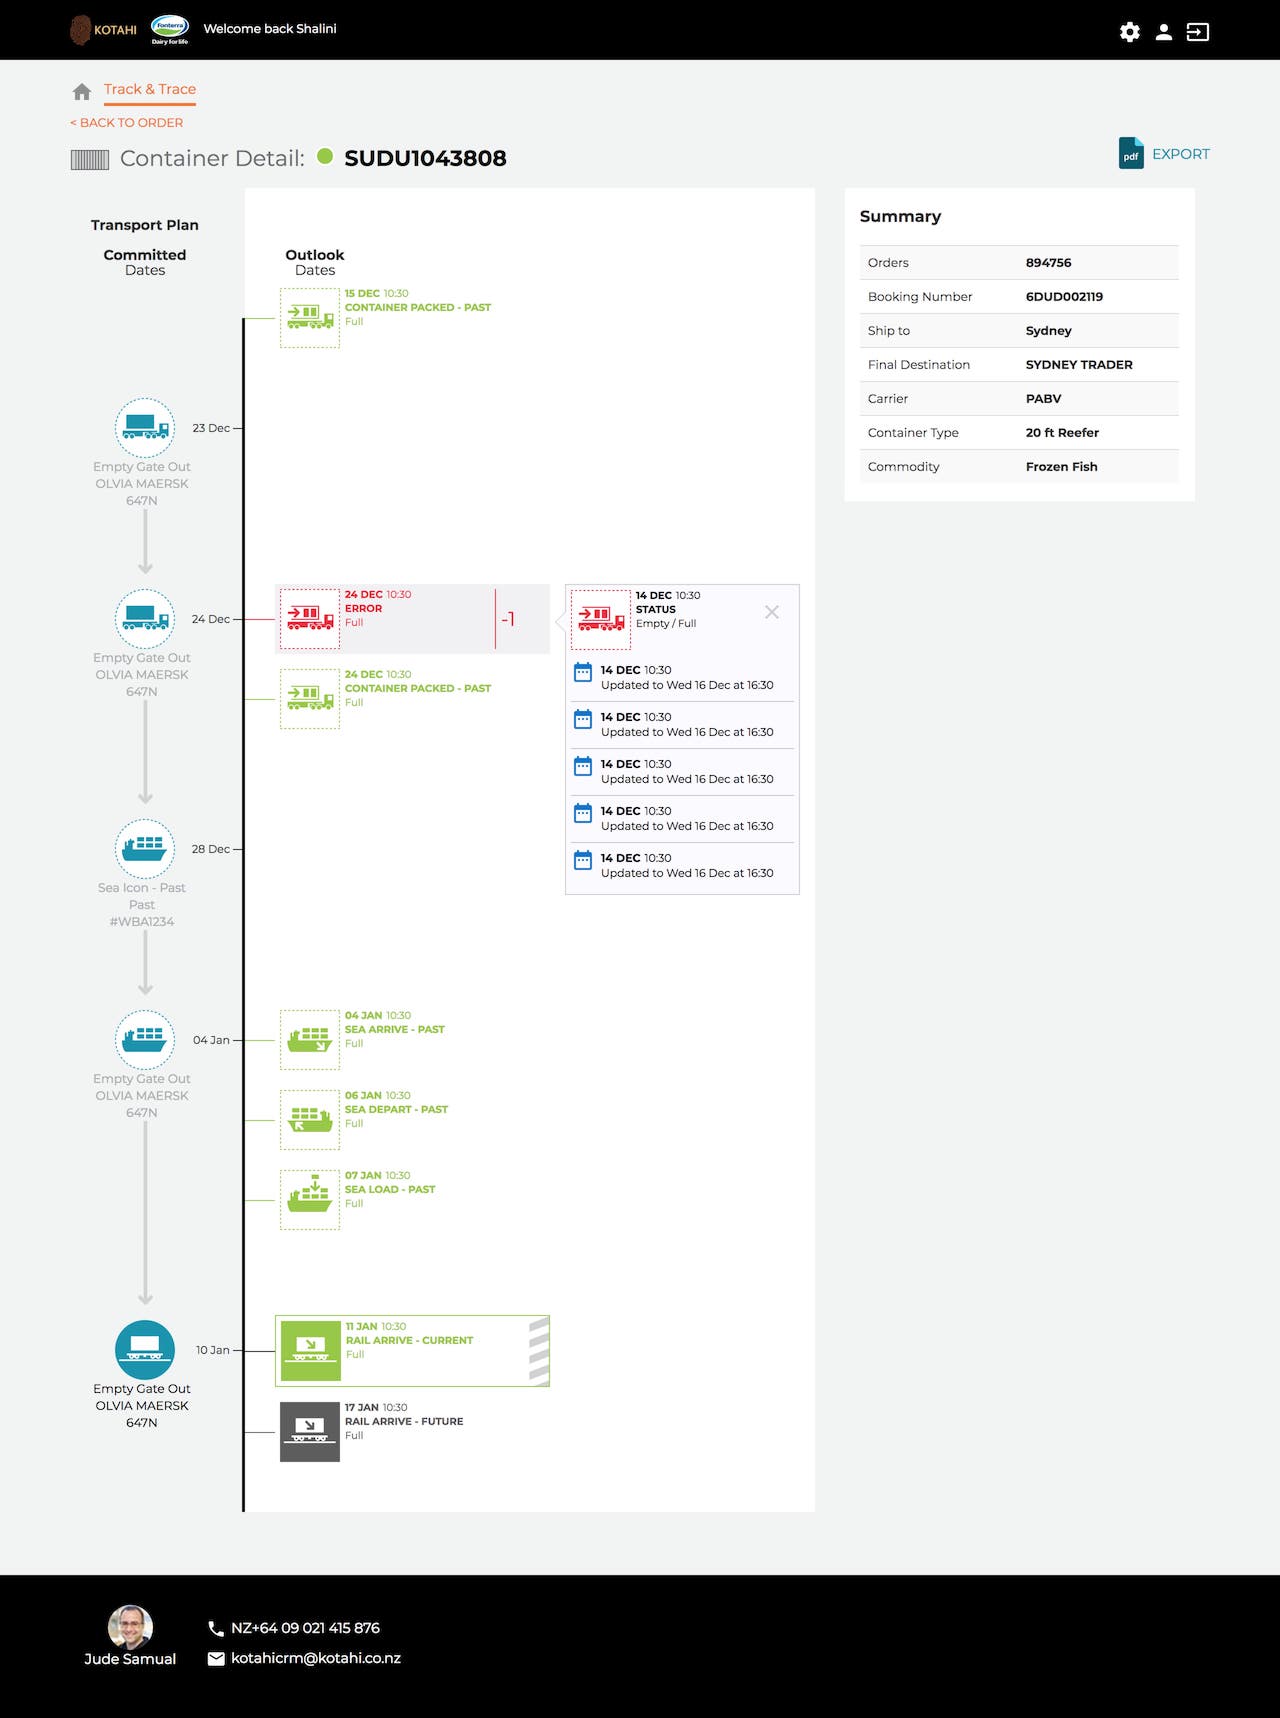 KOTAHI
Fonterra
Dairy for life
Welcome back Shalini
Track & Trace
< BACK TO ORDER
Container Detail: SUDU1043808
pdf
EXPORT
Transport Plan
Committed
Dates
Outlook
Dates
15 DEC 10:30
CONTAINER PACKED - PAST
Full
23 Dec
Empty Gate Out
OLVIA MAERSK
647N
24 Dec
Empty Gate Out
OLVIA MAERSK
647N
24 DEC 10:30
ERROR
Full
-1
24 DEC 10:30
CONTAINER PACKED - PAST
Full
14 DEC 10:30
STATUS
Empty / Full
14 DEC 10:30
Updated to Wed 16 Dec at 16:30
14 DEC 10:30
Updated to Wed 16 Dec at 16:30
14 DEC 10:30
Updated to Wed 16 Dec at 16:30
14 DEC 10:30
Updated to Wed 16 Dec at 16:30
14 DEC 10:30
Updated to Wed 16 Dec at 16:30
28 Dec
Sea Icon - Past
Past
#WBA1234
04 Jan
Empty Gate Out
OLVIA MAERSK
647N
04 JAN 10:30
SEA ARRIVE - PAST
Full
06 JAN 10:30
SEA DEPART - PAST
Full
07 JAN 10:30
SEA LOAD - PAST
Full
10 Jan
Empty Gate Out
OLVIA MAERSK
647N
11 JAN 10:30
RAIL ARRIVE - CURRENT
Full
17 JAN 10:30
RAIL ARRIVE - FUTURE
Full
Summary
Orders 894756
Booking Number 6DUD002119
Ship to Sydney
Final Destination SYDNEY TRADER
Carrier PABV
Container Type 20 ft Reefer
Commodity Frozen Fish
Jude Samual
NZ+64 09 021 415 876
kotahicrm@kotahi.co.nz